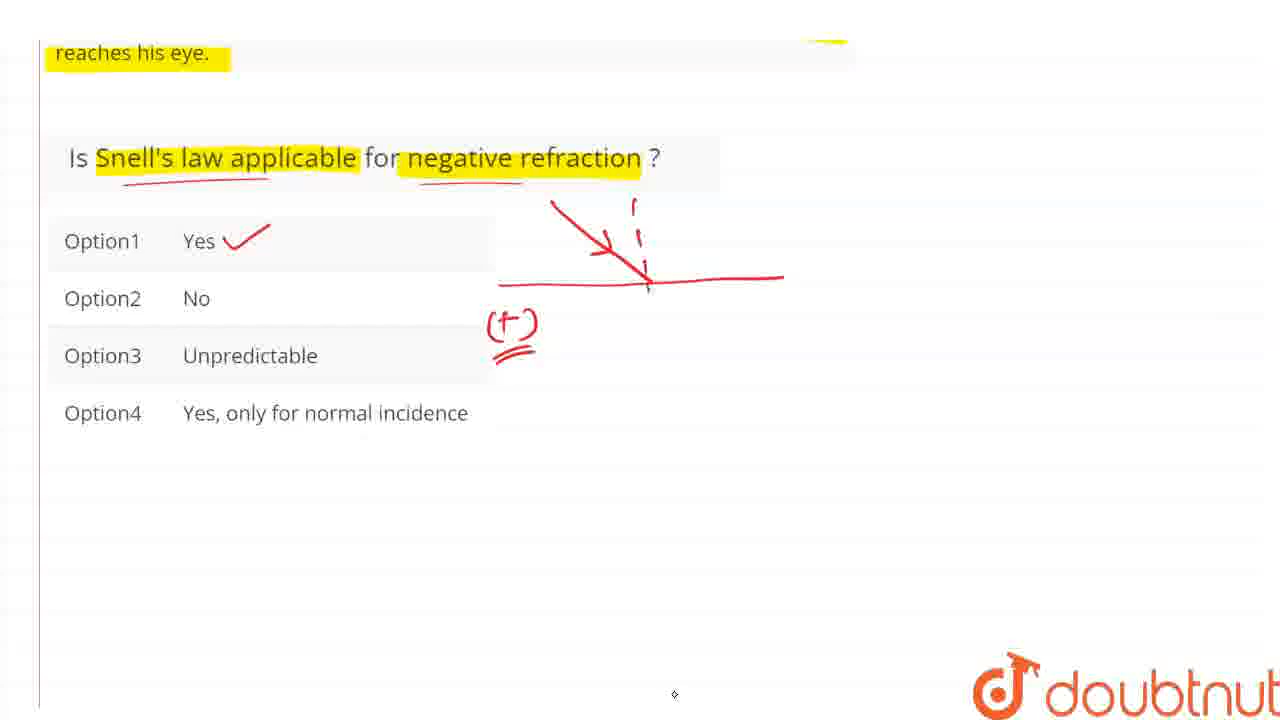 reaches his eye.
Is Snell's law applicable for negative refraction ?
Option1 Yes
Option2 No
(+)
Option3 Unpredictable
Option4 Yes, only for normal incidence
doubtnut